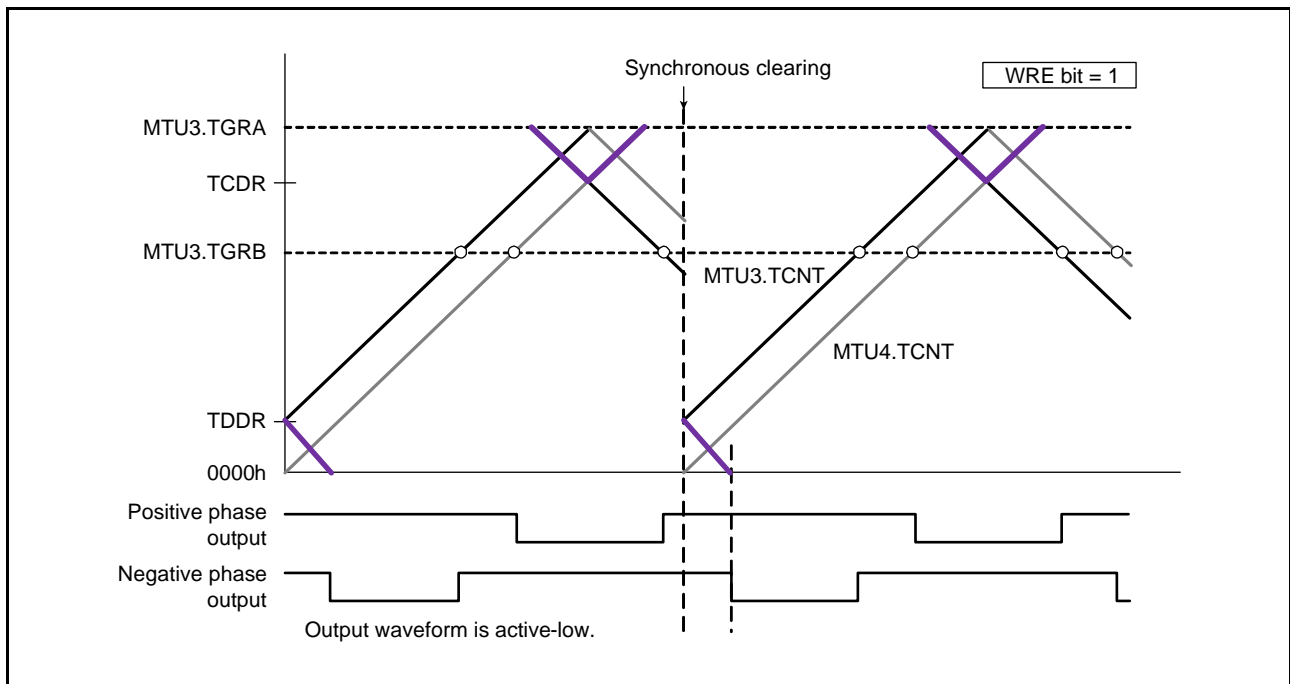 Synchronous clearing
WRE bit = 1
MTU3.TGRA
TCDR
MTU3.TGRB
MTU3.TCNT
MTU4.TCNT
TDDR
0000h
Positive phase
output
Negative phase
output
Output waveform is active-low.